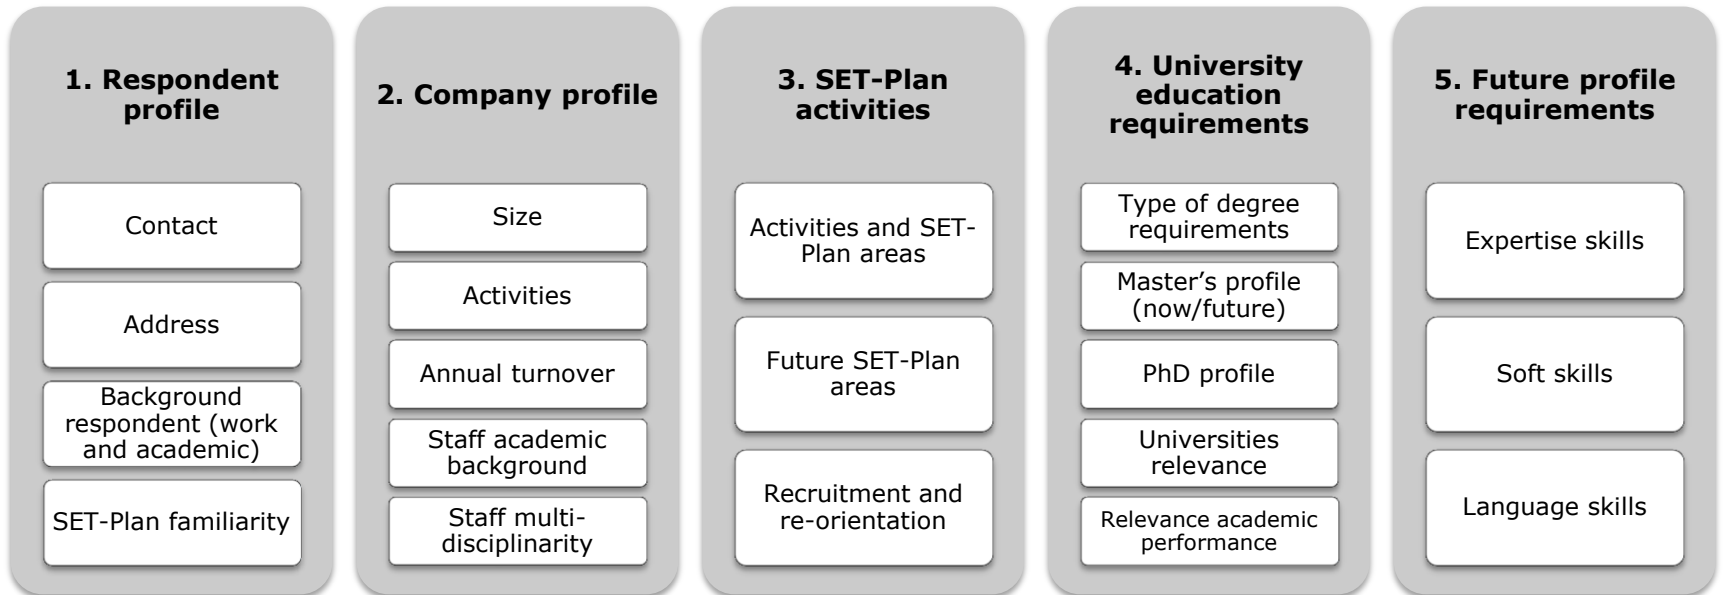 1. Respondent
profile
Contact
Address
Background
respondent (work
and academic)
SET-Plan familiarity
2. Company profile
Size
Activities
Annual turnover
Staff academic
background
Staff multi-
disciplinarity
3. SET-Plan
activities
Activities and SET-
Plan areas
Future SET-Plan
areas
Recruitment and
re-orientation
4. University
education
requirements
Type of degree
requirements
Master’s profile
(now/future)
PhD profile
Universities
relevance
Relevance academic
performance
5. Future profile
requirements
Expertise skills
Soft skills
Language skills